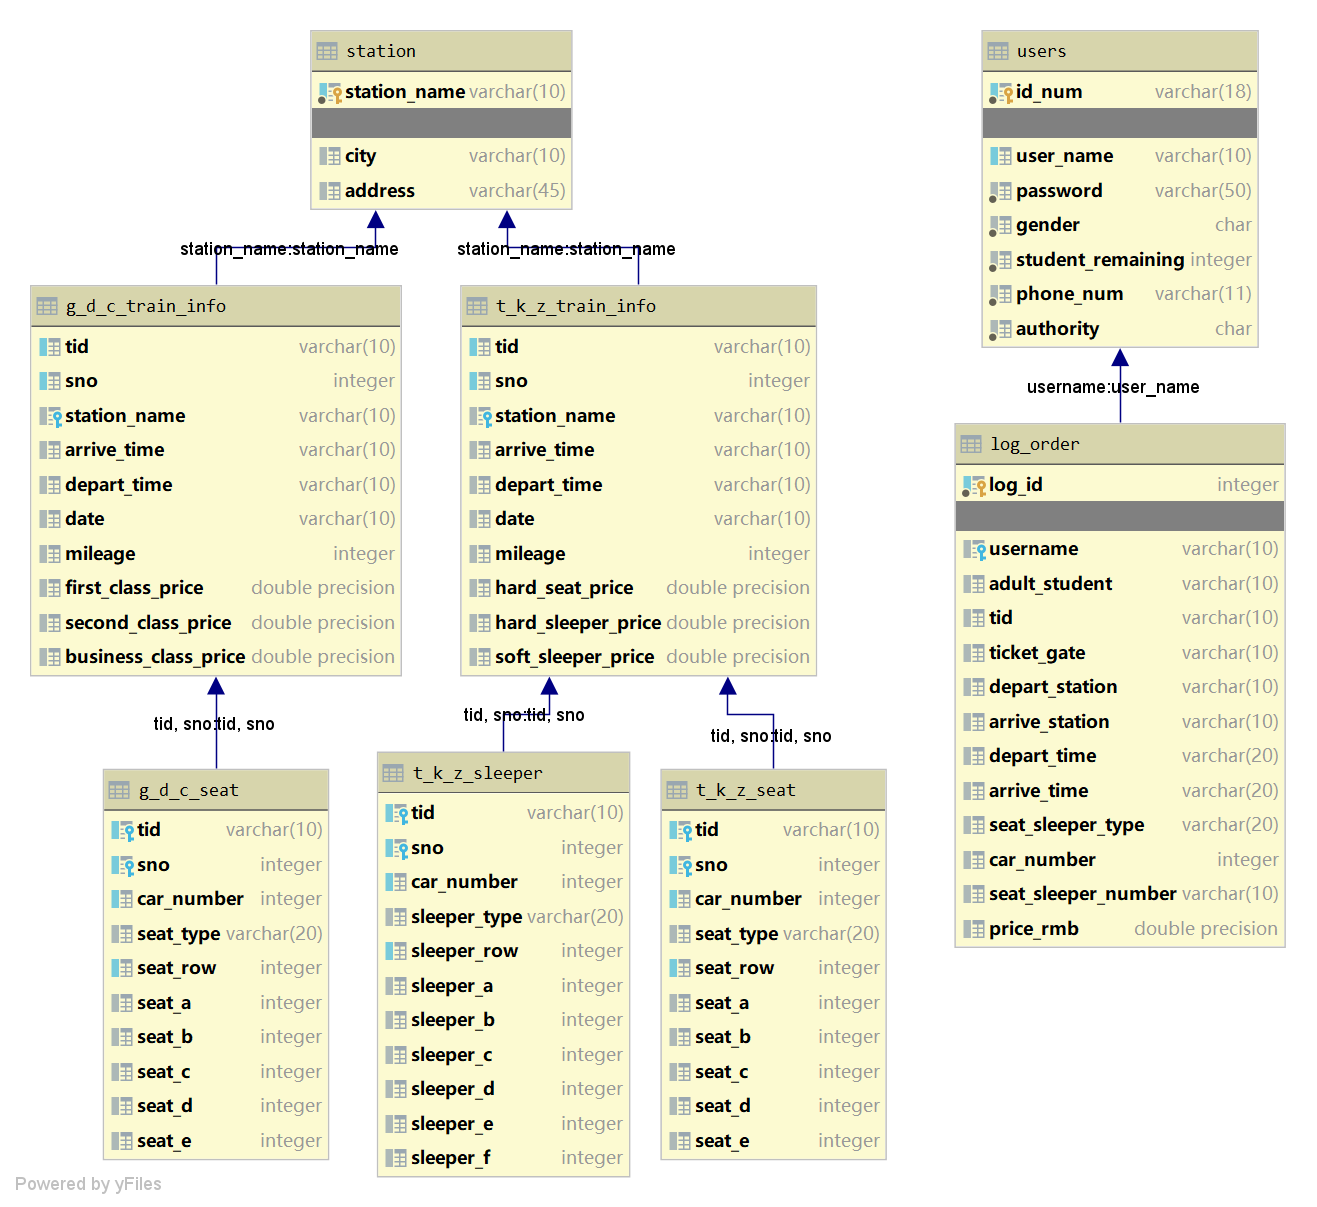 station
station_name varchar(10)
city varchar(10)
address varchar(45)
users
id_num varchar(18)
user_name varchar(10)
password varchar(50)
gender char
student_remaining integer
phone_num varchar(11)
authority char
station_name:station_name
station_name:station_name
username:user_name
g_d_c_train_info
tid varchar(10)
sno integer
station_name varchar(10)
arrive_time varchar(10)
depart_time varchar(10)
date varchar(10)
mileage integer
first_class_price double precision
second_class_price double precision
business_class_price double precision
t_k_z_train_info
tid varchar(10)
sno integer
station_name varchar(10)
arrive_time varchar(10)
depart_time varchar(10)
date varchar(10)
mileage integer
hard_seat_price double precision
hard_sleeper_price double precision
soft_sleeper_price double precision
log_order
log_id integer
username varchar(10)
adult_student varchar(10)
tid varchar(10)
ticket_gate varchar(10)
depart_station varchar(10)
arrive_station varchar(10)
depart_time varchar(20)
arrive_time varchar(20)
seat_sleeper_type varchar(20)
car_number integer
seat_sleeper_number varchar(10)
price_rmb double precision
tid, sno:tid, sno
tid, sno:tid, sno
tid, sno:tid, sno
g_d_c_seat
tid varchar(10)
sno integer
car_number integer
seat_type varchar(20)
seat_row integer
seat_a integer
seat_b integer
seat_c integer
seat_d integer
seat_e integer
t_k_z_sleeper
tid varchar(10)
sno integer
car_number integer
sleeper_type varchar(20)
sleeper_row integer
sleeper_a integer
sleeper_b integer
sleeper_c integer
sleeper_d integer
sleeper_e integer
sleeper_f integer
t_k_z_seat
tid varchar(10)
sno integer
car_number integer
seat_type varchar(20)
seat_row integer
seat_a integer
seat_b integer
seat_c integer
seat_d integer
seat_e integer
Powered by yFiles